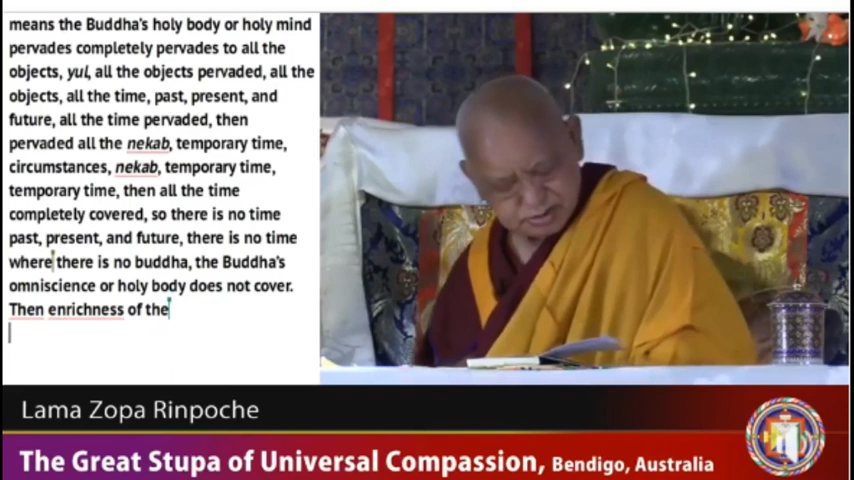 means the Buddha's holy body or holy mind
pervades completely pervades to all the
objects, yul, all the objects pervaded, all the
objects, all the time, past, present, and
future, all the time pervaded, then
pervaded all the nekab, temporary time,
circumstances, nekab, temporary time,
temporary time, then all the time
completely covered, so there is no time
past, present, and future, there is no time
where there is no buddha, the Buddha's
omniscience or holy body does not cover.
Then enrichness of the
Lama Zopa Rinpoche
The Great Stupa of Universal Compassion, Bendigo, Australia